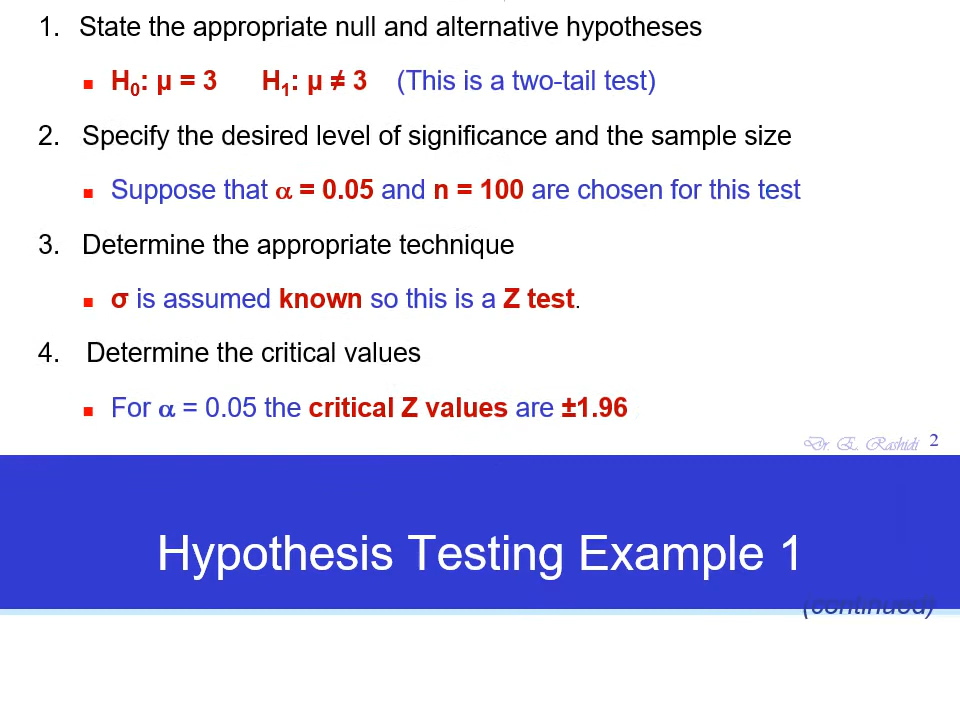 1. State the appropriate null and alternative hypotheses
▪ H₀: μ = 3 H₁: μ ≠ 3 (This is a two-tail test)
2. Specify the desired level of significance and the sample size
▪ Suppose that α = 0.05 and n = 100 are chosen for this test
3. Determine the appropriate technique
▪ σ is assumed known so this is a Z test.
4. Determine the critical values
▪ For α = 0.05 the critical Z values are ±1.96
Dr. E. Rashidi 2
Hypothesis Testing Example 1
(continued)